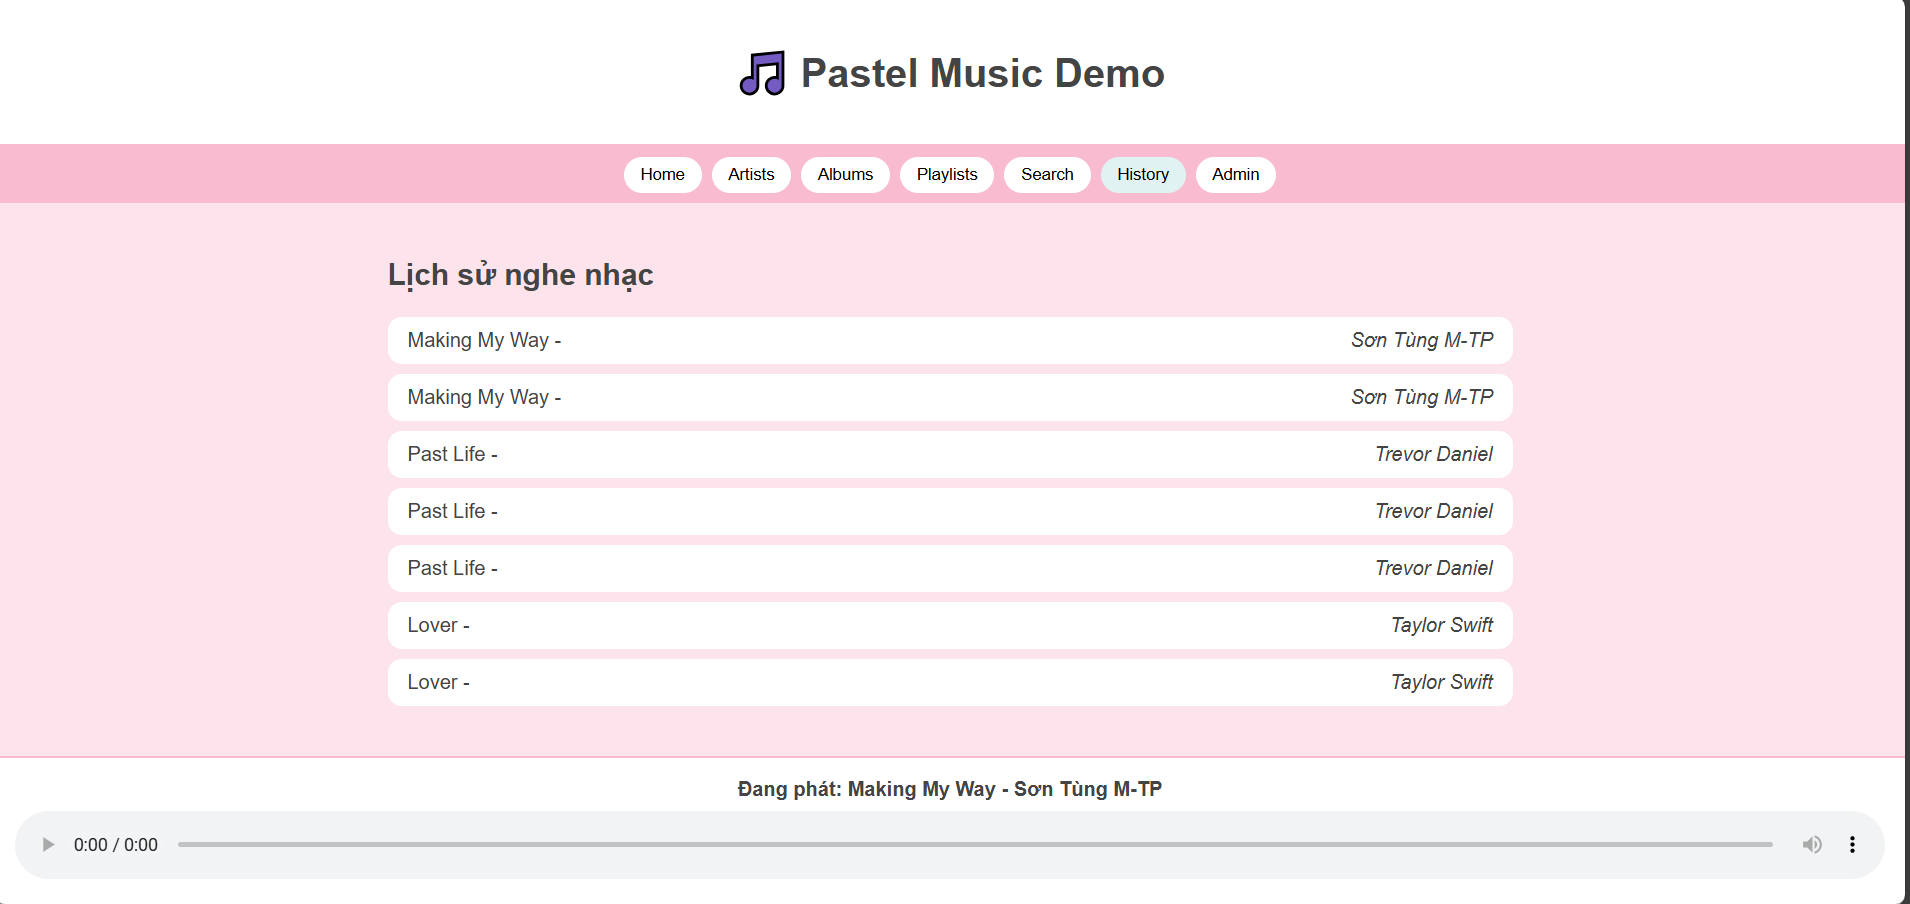 Pastel Music Demo
Home Artists Albums Playlists Search History Admin
Lịch sử nghe nhạc
Making My Way - Sơn Tùng M-TP
Making My Way - Sơn Tùng M-TP
Past Life - Trevor Daniel
Past Life - Trevor Daniel
Past Life - Trevor Daniel
Lover - Taylor Swift
Lover - Taylor Swift
Đang phát: Making My Way - Sơn Tùng M-TP
0:00 / 0:00